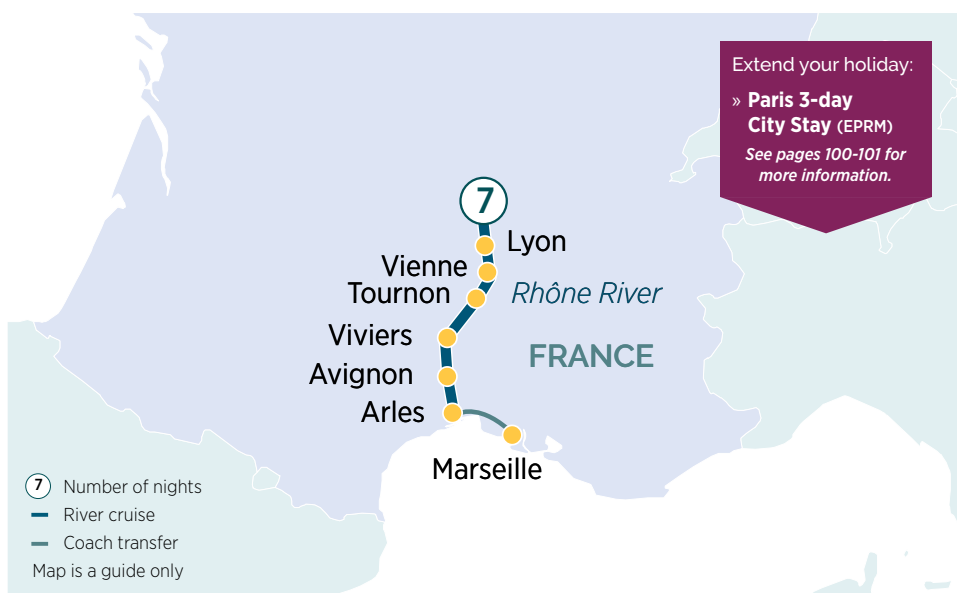 Extend your holiday:
» Paris 3-day
City Stay (EPRM)
See pages 100-101 for
more information.
7
Lyon
Vienne
Tournon
Rhône River
Viviers
FRANCE
Avignon
Arles
Marseille
7 Number of nights
River cruise
Coach transfer
Map is a guide only